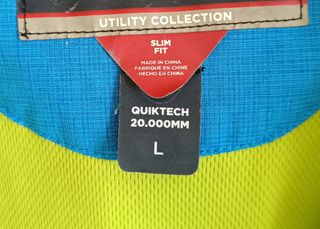 UTILITY COLLECTION
SLIM
FIT
MADE IN CHINA
FABRIQUÉ EN CHINE
HECHO EN CHINA
QUIKTECH
20.000MM
L